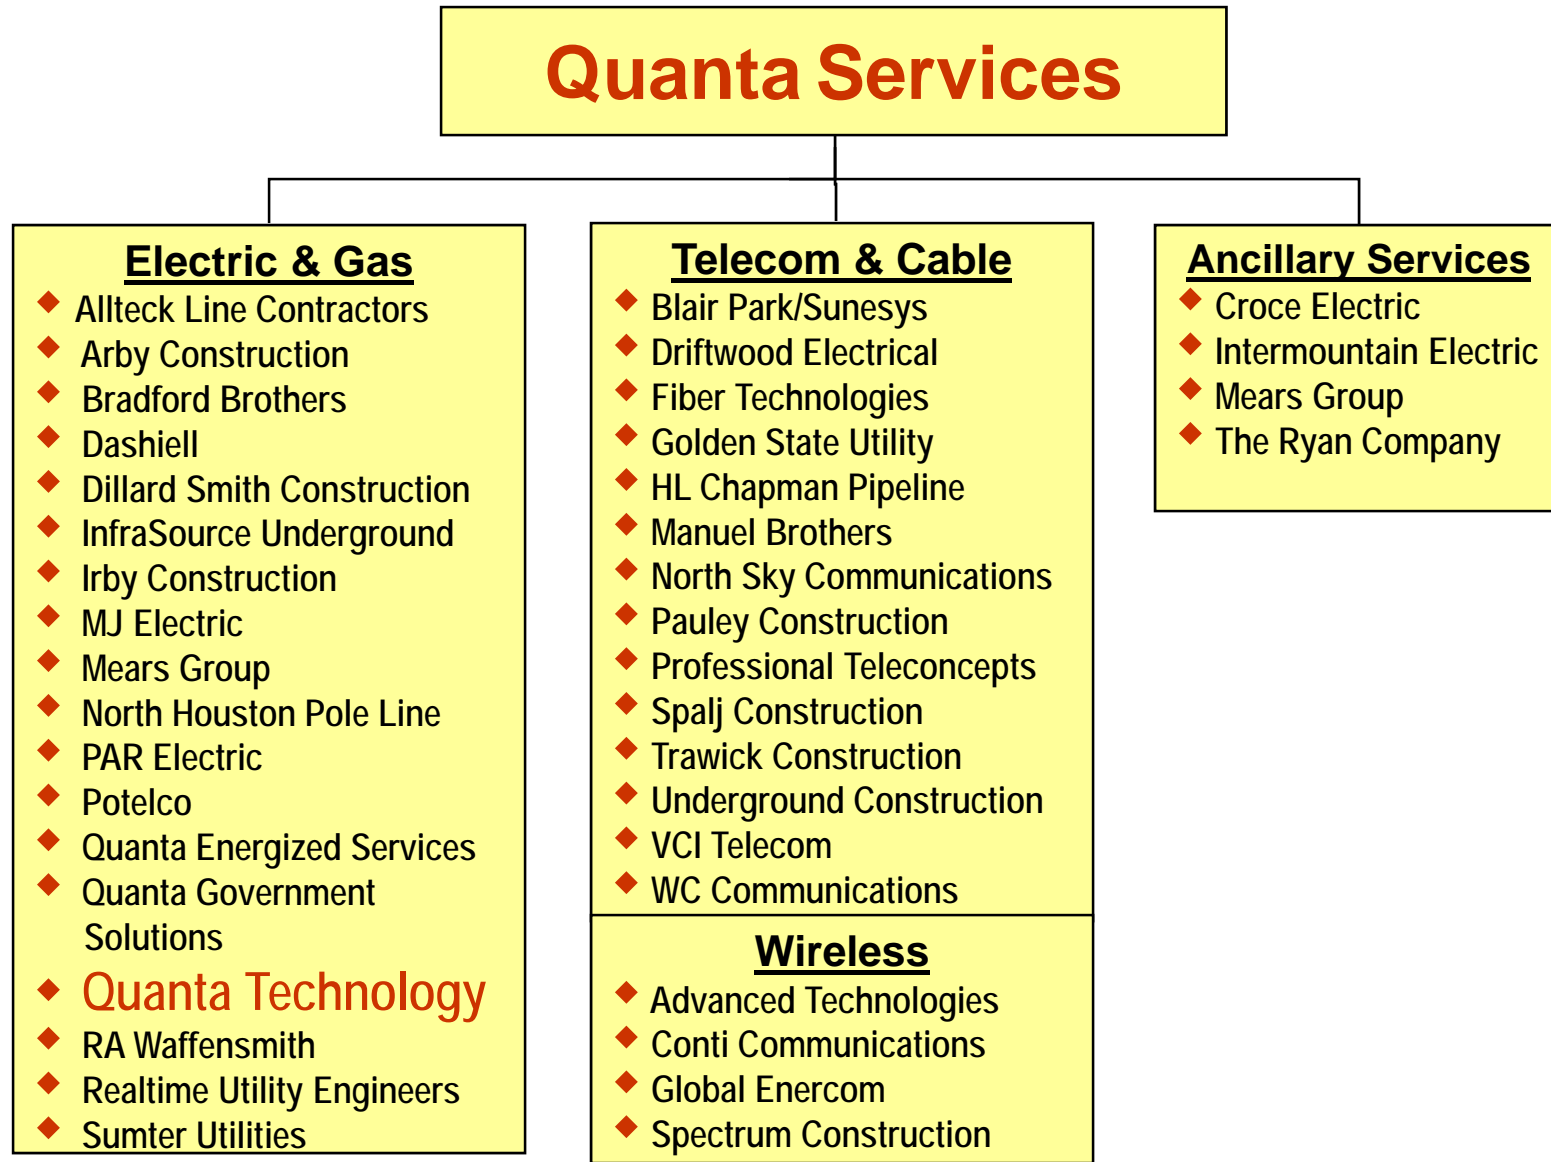 Quanta Services
Electric & Gas
Allteck Line Contractors
Arby Construction
Bradford Brothers
Dashiell
Dillard Smith Construction
InfraSource Underground
Irby Construction
MJ Electric
Mears Group
North Houston Pole Line
PAR Electric
Potelco
Quanta Energized Services
Quanta Government
Solutions
Quanta Technology
RA Waffensmith
Realtime Utility Engineers
Sumter Utilities
Telecom & Cable
Blair Park/Sunesys
Driftwood Electrical
Fiber Technologies
Golden State Utility
HL Chapman Pipeline
Manuel Brothers
North Sky Communications
Pauley Construction
Professional Teleconcepts
Spalj Construction
Trawick Construction
Underground Construction
VCI Telecom
WC Communications
Wireless
Advanced Technologies
Conti Communications
Global Enercom
Spectrum Construction
Ancillary Services
Croce Electric
Intermountain Electric
Mears Group
The Ryan Company